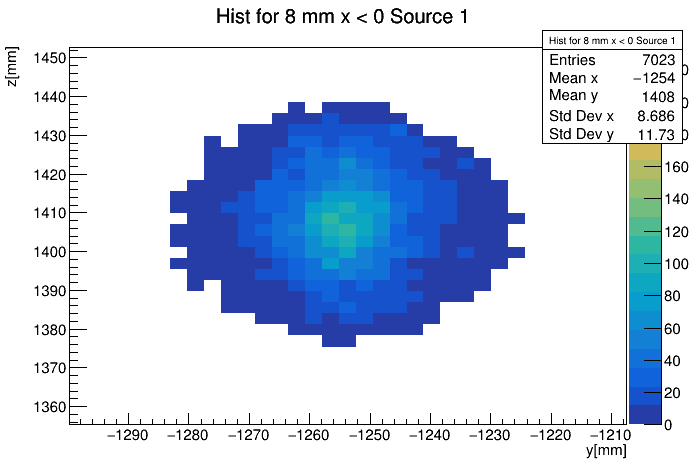 Hist for 8 mm x < 0 Source 1
Hist for 8 mm x < 0 Source 1
Entries 7023
Mean x −1254
Mean y 1408
Std Dev x 8.686
Std Dev y 11.73
z[mm]
1450
1440
1430
1420
1410
1400
1390
1380
1370
1360
−1290 −1280 −1270 −1260 −1250 −1240 −1230 −1220 −1210
y[mm]
160
140
120
100
80
60
40
20
0